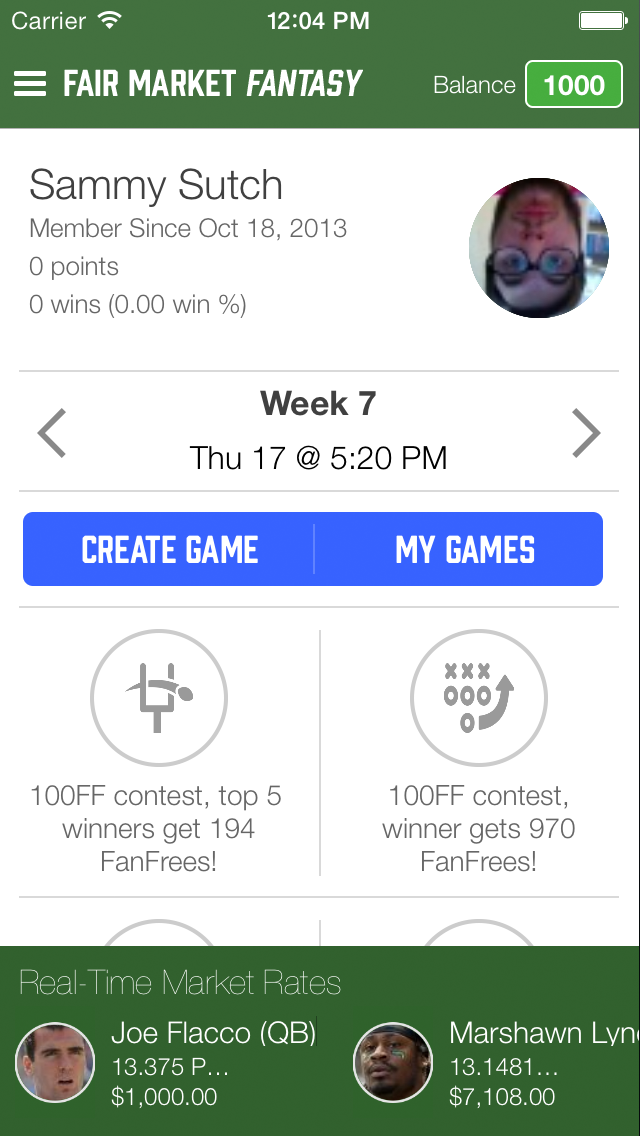 Carrier 12:04 PM
FAIR MARKET FANTASY Balance 1000
Sammy Sutch
Member Since Oct 18, 2013
0 points
0 wins (0.00 win %)
Week 7
Thu 17 @ 5:20 PM
CREATE GAME MY GAMES
100FF contest, top 5
winners get 194
FanFrees!
100FF contest,
winner gets 970
FanFrees!
Real-Time Market Rates
Joe Flacco (QB)
13.375 P...
$1,000.00
Marshawn Lyn
13.1481...
$7,108.00